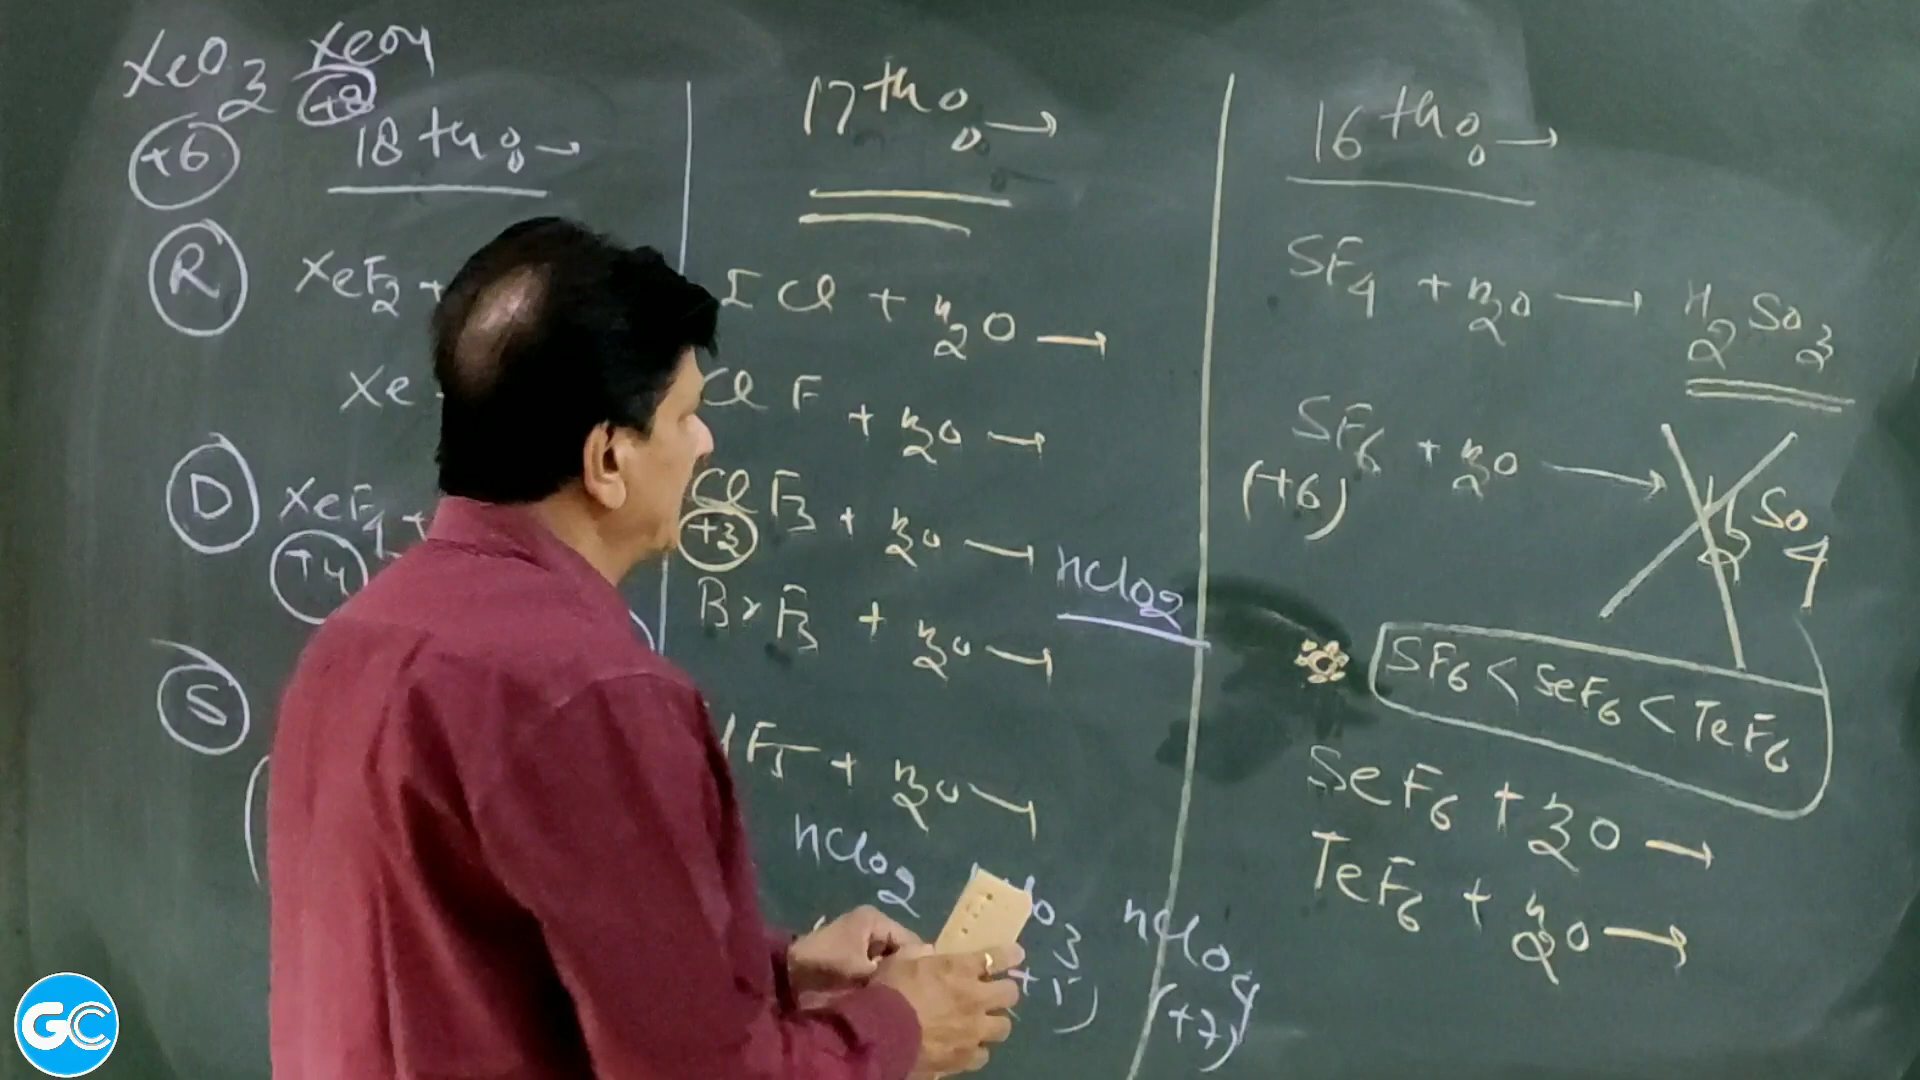 XeO3 XeO4
+8
+6
18th:→
R
XeF2 +
Xe
D
XeF4 +
+4
S
17th:→
ICl + H2O →
ClF + H2O →
ClF3 + H2O → HClO2
+3
BrF3 + H2O →
F5 + H2O →
HClO2
O3
HClO4
+5)
(+7)
16th:→
SF4 + H2O → H2SO3
SF6 + H2O → H2SO4
(+6)
SF6 < SeF6 < TeF6
SeF6 + H2O →
TeF6 + H2O →
GC